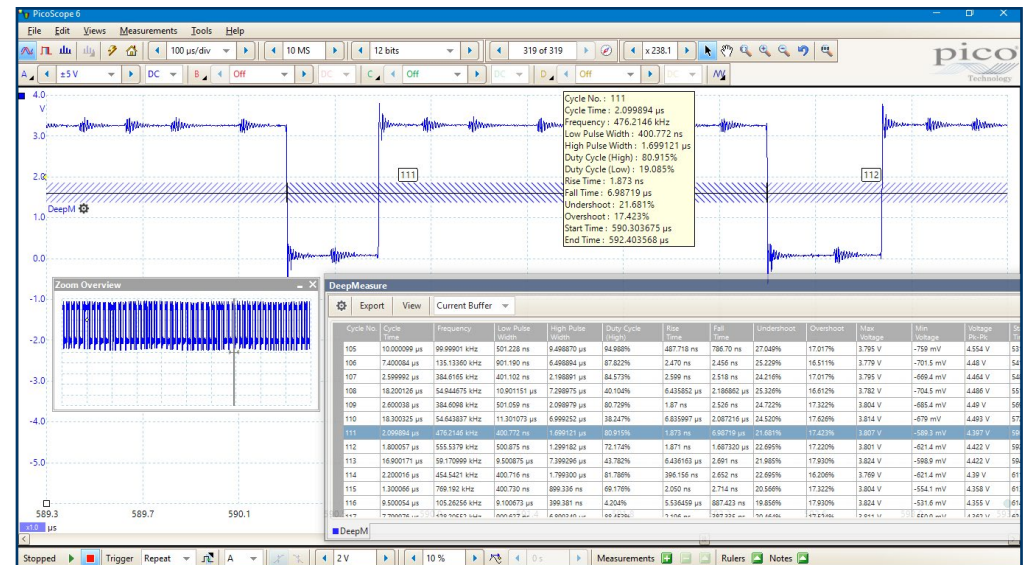 PicoScope 6
File Edit Views Measurements Tools Help
100 µs/div 10 MS 12 bits 319 of 319 x 238.1
pico
Technology
A ±5 V DC B Off DC C Off DC D Off DC
4.0
V
3.0
2.0
1.0
0.0
-1.0
-2.0
-3.0
-4.0
-5.0
DeepM
111
112
Cycle No. : 111
Cycle Time : 2.099894 µs
Frequency : 476.2146 kHz
Low Pulse Width : 400.772 ns
High Pulse Width : 1.699121 µs
Duty Cycle (High) : 80.915%
Duty Cycle (Low) : 19.085%
Rise Time : 1.873 ns
Fall Time : 6.98719 µs
Undershoot : 21.681%
Overshoot : 17.423%
Start Time : 590.303675 µs
End Time : 592.403568 µs
Zoom Overview
DeepMeasure
Export View Current Buffer
Cycle No. Cycle Time Frequency Low Pulse Width High Pulse Width Duty Cycle (High) Rise Time Fall Time Undershoot Overshoot Max Voltage Min Voltage Voltage Pk-Pk
105 10.000099 µs 99.99901 kHz 501.228 ns 9.498870 µs 94.988% 487.718 ns 786.70 ns 27.049% 17.017% 3.795 V -759 mV 4.554 V
106 7.400084 µs 135.13360 kHz 901.190 ns 6.498894 µs 87.822% 2.470 ns 2.456 ns 25.229% 16.511% 3.779 V -701.5 mV 4.48 V
107 2.599992 µs 384.6165 kHz 401.102 ns 2.198891 µs 84.573% 2.599 ns 2.518 ns 24.216% 17.017% 3.795 V -669.4 mV 4.464 V
108 18.200126 µs 54.944675 kHz 10.901151 µs 7.298975 µs 40.104% 6.435852 µs 2.186862 µs 25.326% 16.612% 3.782 V -704.5 mV 4.486 V
109 2.600038 µs 384.6098 kHz 501.059 ns 2.098979 µs 80.729% 1.87 ns 2.526 ns 24.722% 17.322% 3.804 V -685.4 mV 4.49 V
110 18.300325 µs 54.643837 kHz 11.301073 µs 6.999252 µs 38.247% 6.835997 µs 2.087216 µs 24.520% 17.626% 3.814 V -679 mV 4.493 V
111 2.099894 µs 476.2146 kHz 400.772 ns 1.699121 µs 80.915% 1.873 ns 6.98719 µs 21.681% 17.423% 3.807 V -589.3 mV 4.397 V
112 1.800057 µs 555.5379 kHz 500.875 ns 1.299182 µs 72.174% 1.871 ns 1.687320 µs 22.695% 17.220% 3.801 V -621.4 mV 4.422 V
113 16.900171 µs 59.170999 kHz 9.500875 µs 7.399296 µs 43.782% 6.436163 µs 2.691 ns 21.985% 17.930% 3.824 V -598.9 mV 4.422 V
114 2.200016 µs 454.5421 kHz 400.716 ns 1.799300 µs 81.786% 396.156 ns 2.652 ns 22.695% 16.206% 3.769 V -621.4 mV 4.39 V
115 1.300066 µs 769.192 kHz 400.730 ns 899.336 ns 69.176% 2.050 ns 2.714 ns 20.566% 17.322% 3.804 V -554.1 mV 4.358 V
116 9.500054 µs 105.26256 kHz 9.100673 µs 399.381 ns 4.204% 5.536459 µs 887.423 ns 19.856% 17.930% 3.824 V -531.6 mV 4.355 V
DeepM
589.3 589.7 590.1
x1.0 µs
Stopped Trigger Repeat A 2 V 10 % 0 s Measurements Rulers Notes